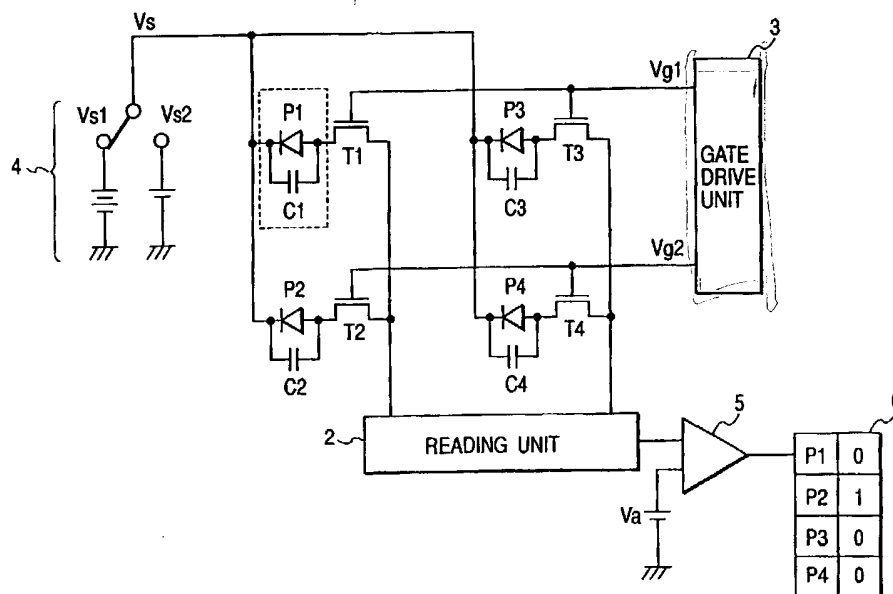 Vs
3
Vg1
Vs1
Vs2
P1
P3
4
T1
T3
GATE
DRIVE
UNIT
C1
C3
Vg2
P2
P4
T2
T4
C2
C4
5
2
READING UNIT
P1 0
P2 1
Va
P3 0
P4 0